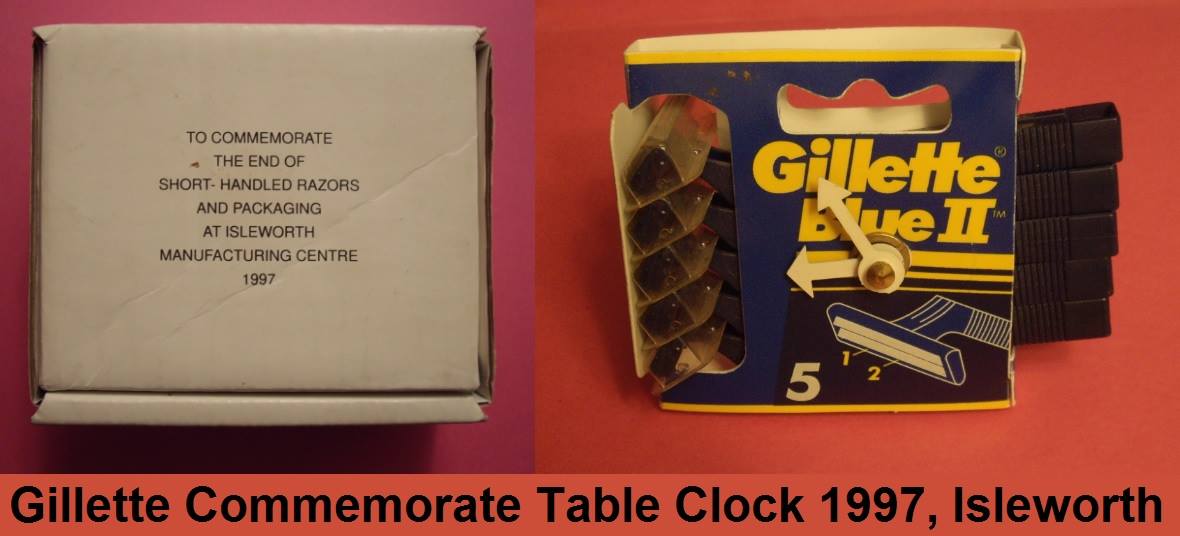 TO COMMEMORATE
THE END OF
SHORT- HANDLED RAZORS
AND PACKAGING
AT ISLEWORTH
MANUFACTURING CENTRE
1997
Gillette®
Blue II™
1
2
5
Gillette Commemorate Table Clock 1997, Isleworth